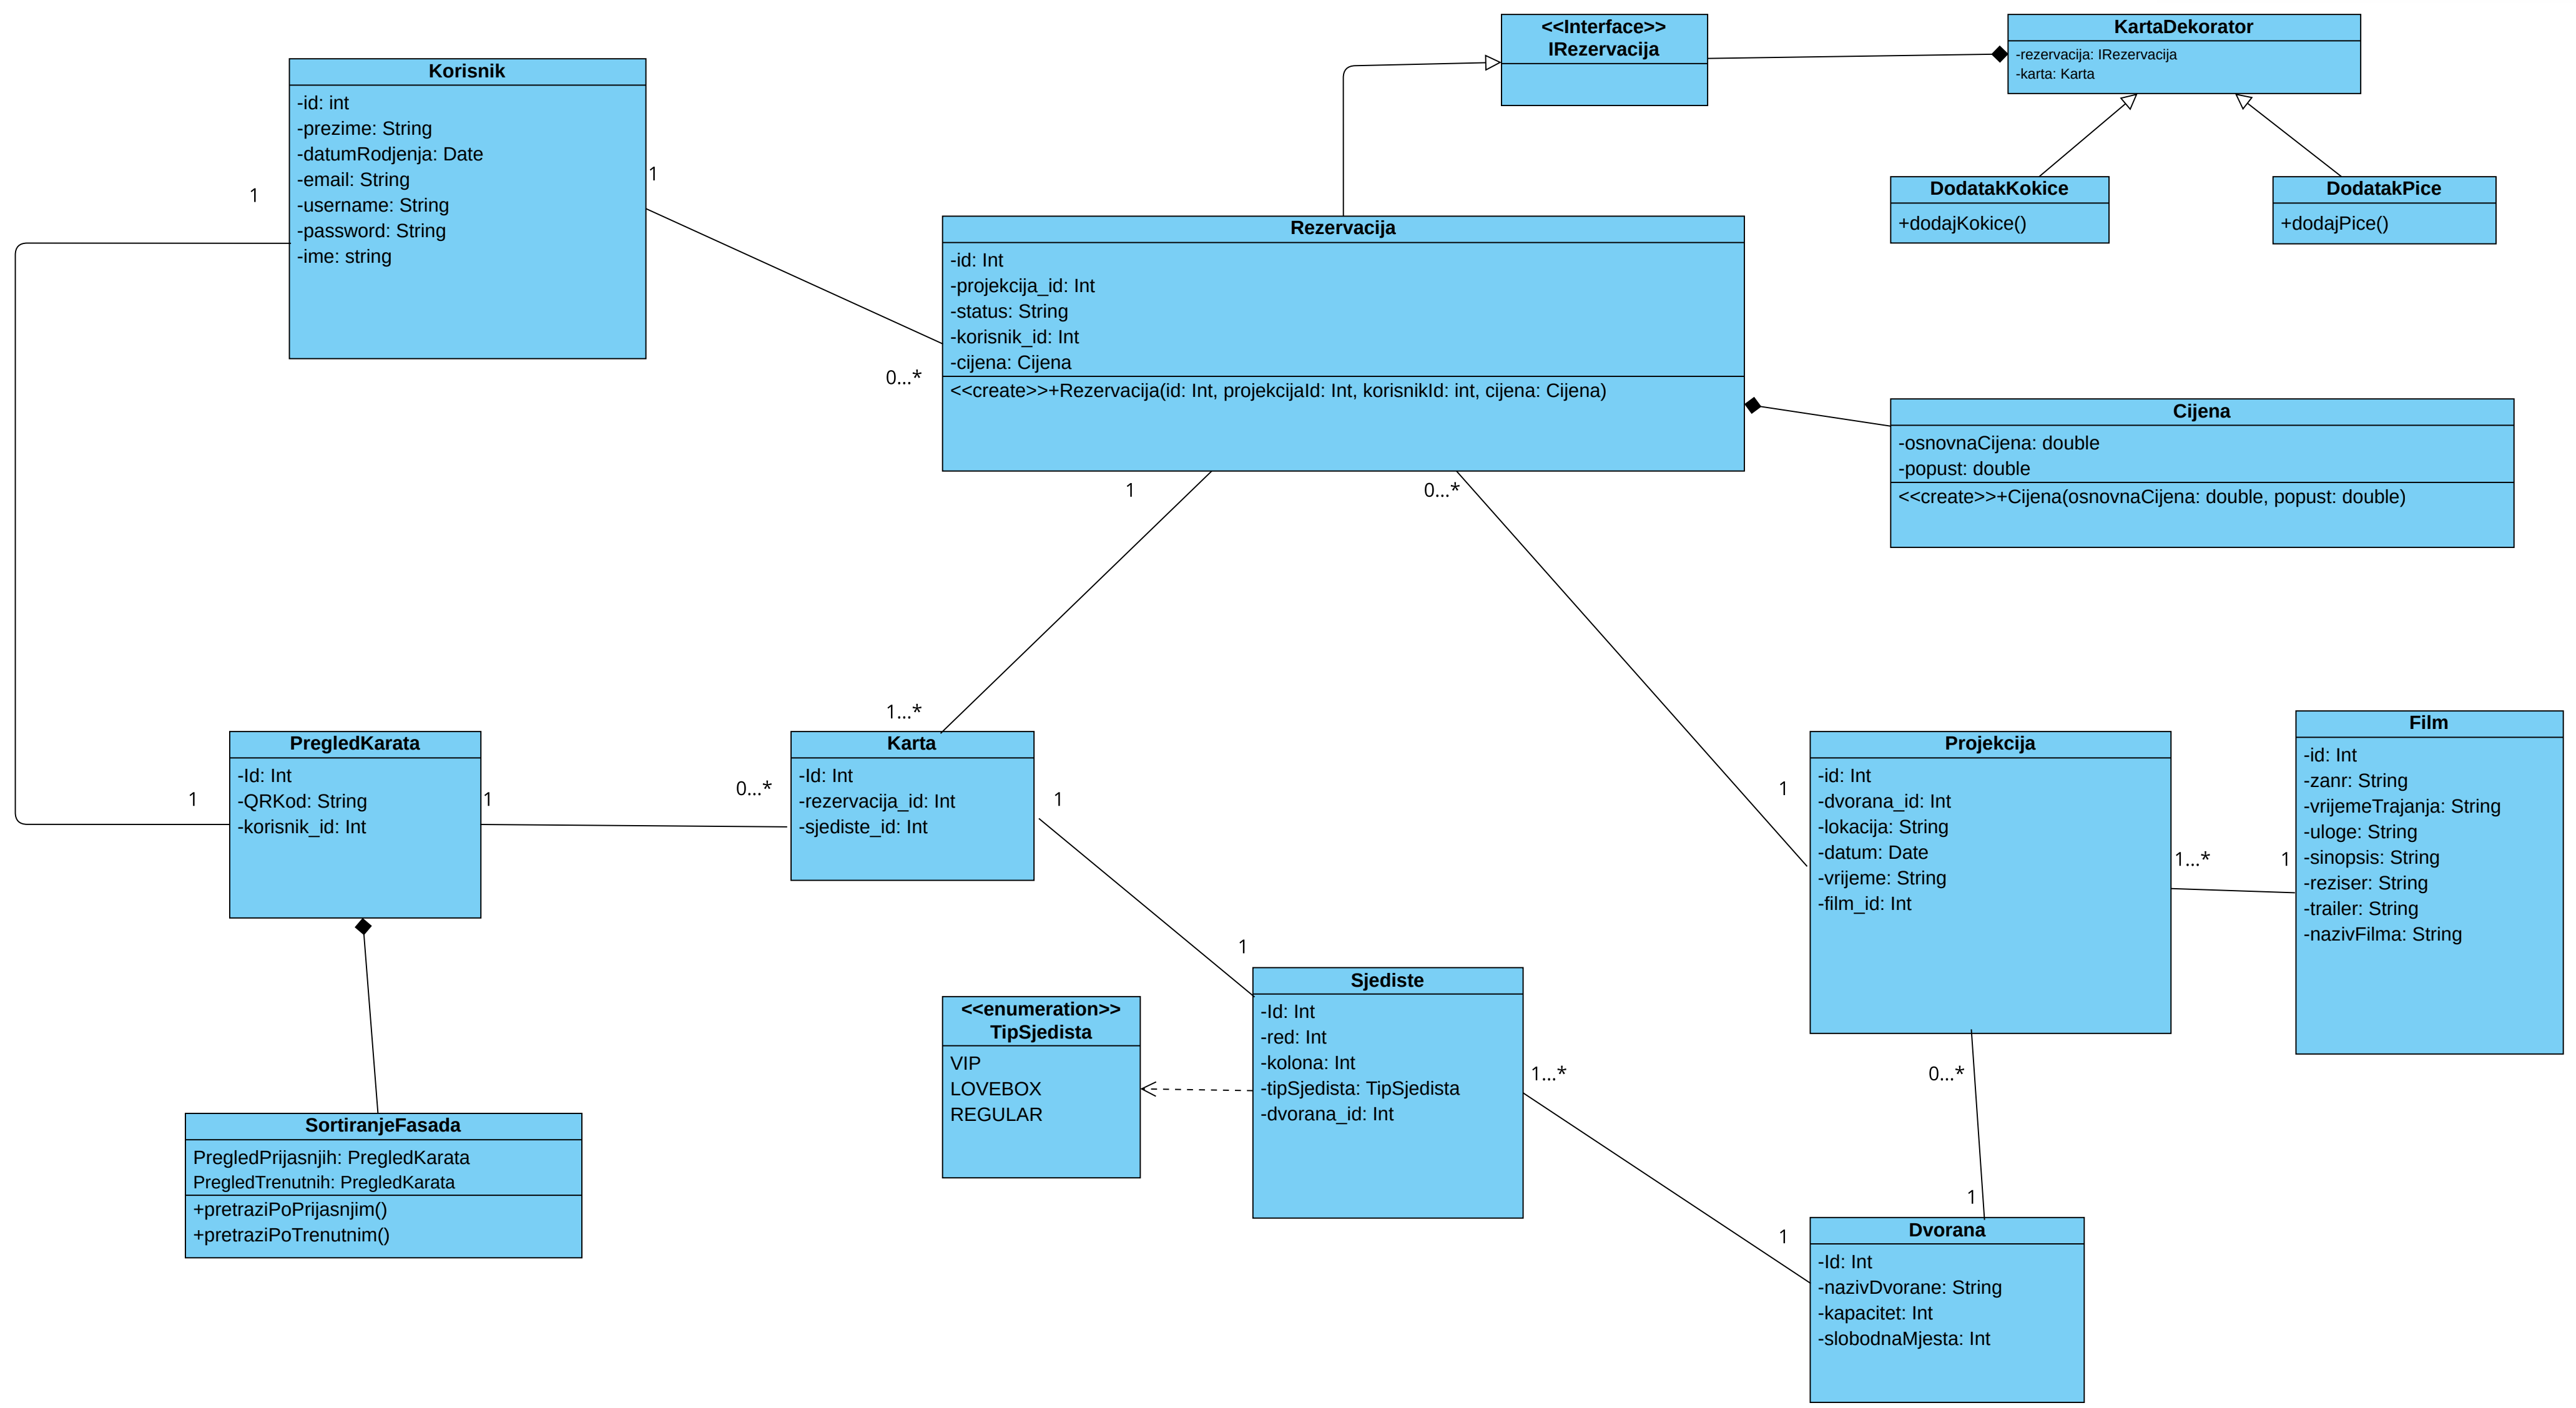 <<Interface>>
IRezervacija
KartaDekorator
-rezervacija: IRezervacija
-karta: Karta
Korisnik
-id: int
-prezime: String
-datumRodjenja: Date
-email: String
-username: String
-password: String
-ime: string
1
1
DodatakKokice
+dodajKokice()
DodatakPice
+dodajPice()
Rezervacija
-id: Int
-projekcija_id: Int
-status: String
-korisnik_id: Int
-cijena: Cijena
<<create>>+Rezervacija(id: Int, projekcijaId: Int, korisnikId: int, cijena: Cijena)
0...*
Cijena
-osnovnaCijena: double
-popust: double
<<create>>+Cijena(osnovnaCijena: double, popust: double)
1
0...*
1...*
PregledKarata
-Id: Int
-QRKod: String
-korisnik_id: Int
1
1
0...*
Karta
-Id: Int
-rezervacija_id: Int
-sjediste_id: Int
1
1
Projekcija
-id: Int
-dvorana_id: Int
-lokacija: String
-datum: Date
-vrijeme: String
-film_id: Int
1...*
1
Film
-id: Int
-zanr: String
-vrijemeTrajanja: String
-uloge: String
-sinopsis: String
-reziser: String
-trailer: String
-nazivFilma: String
1
<<enumeration>>
TipSjedista
VIP
LOVEBOX
REGULAR
Sjediste
-Id: Int
-red: Int
-kolona: Int
-tipSjedista: TipSjedista
-dvorana_id: Int
1...*
0...*
1
1
SortiranjeFasada
PregledPrijasnjih: PregledKarata
PregledTrenutnih: PregledKarata
+pretraziPoPrijasnjim()
+pretraziPoTrenutnim()
Dvorana
-Id: Int
-nazivDvorane: String
-kapacitet: Int
-slobodnaMjesta: Int